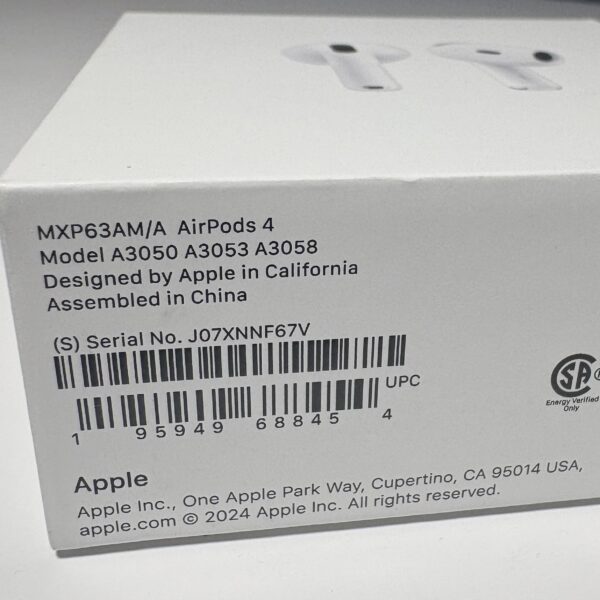 MXP63AM/A AirPods 4
Model A3050 A3053 A3058
Designed by Apple in California
Assembled in China
(S) Serial No. J07XNNF67V
UPC
1 95949 68845 4
SA
Energy Verified
Only
Apple
Apple Inc., One Apple Park Way, Cupertino, CA 95014 USA,
apple.com © 2024 Apple Inc. All rights reserved.